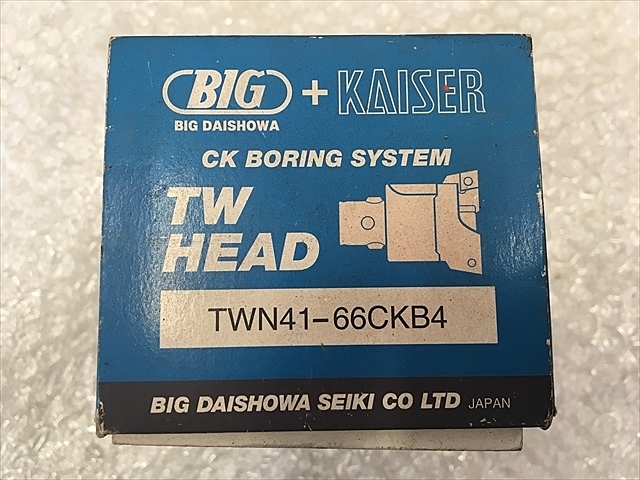 BIG + KAISER
BIG DAISHOWA
CK BORING SYSTEM
TW
HEAD
TWN41-66CKB4
BIG DAISHOWA SEIKI CO LTD JAPAN